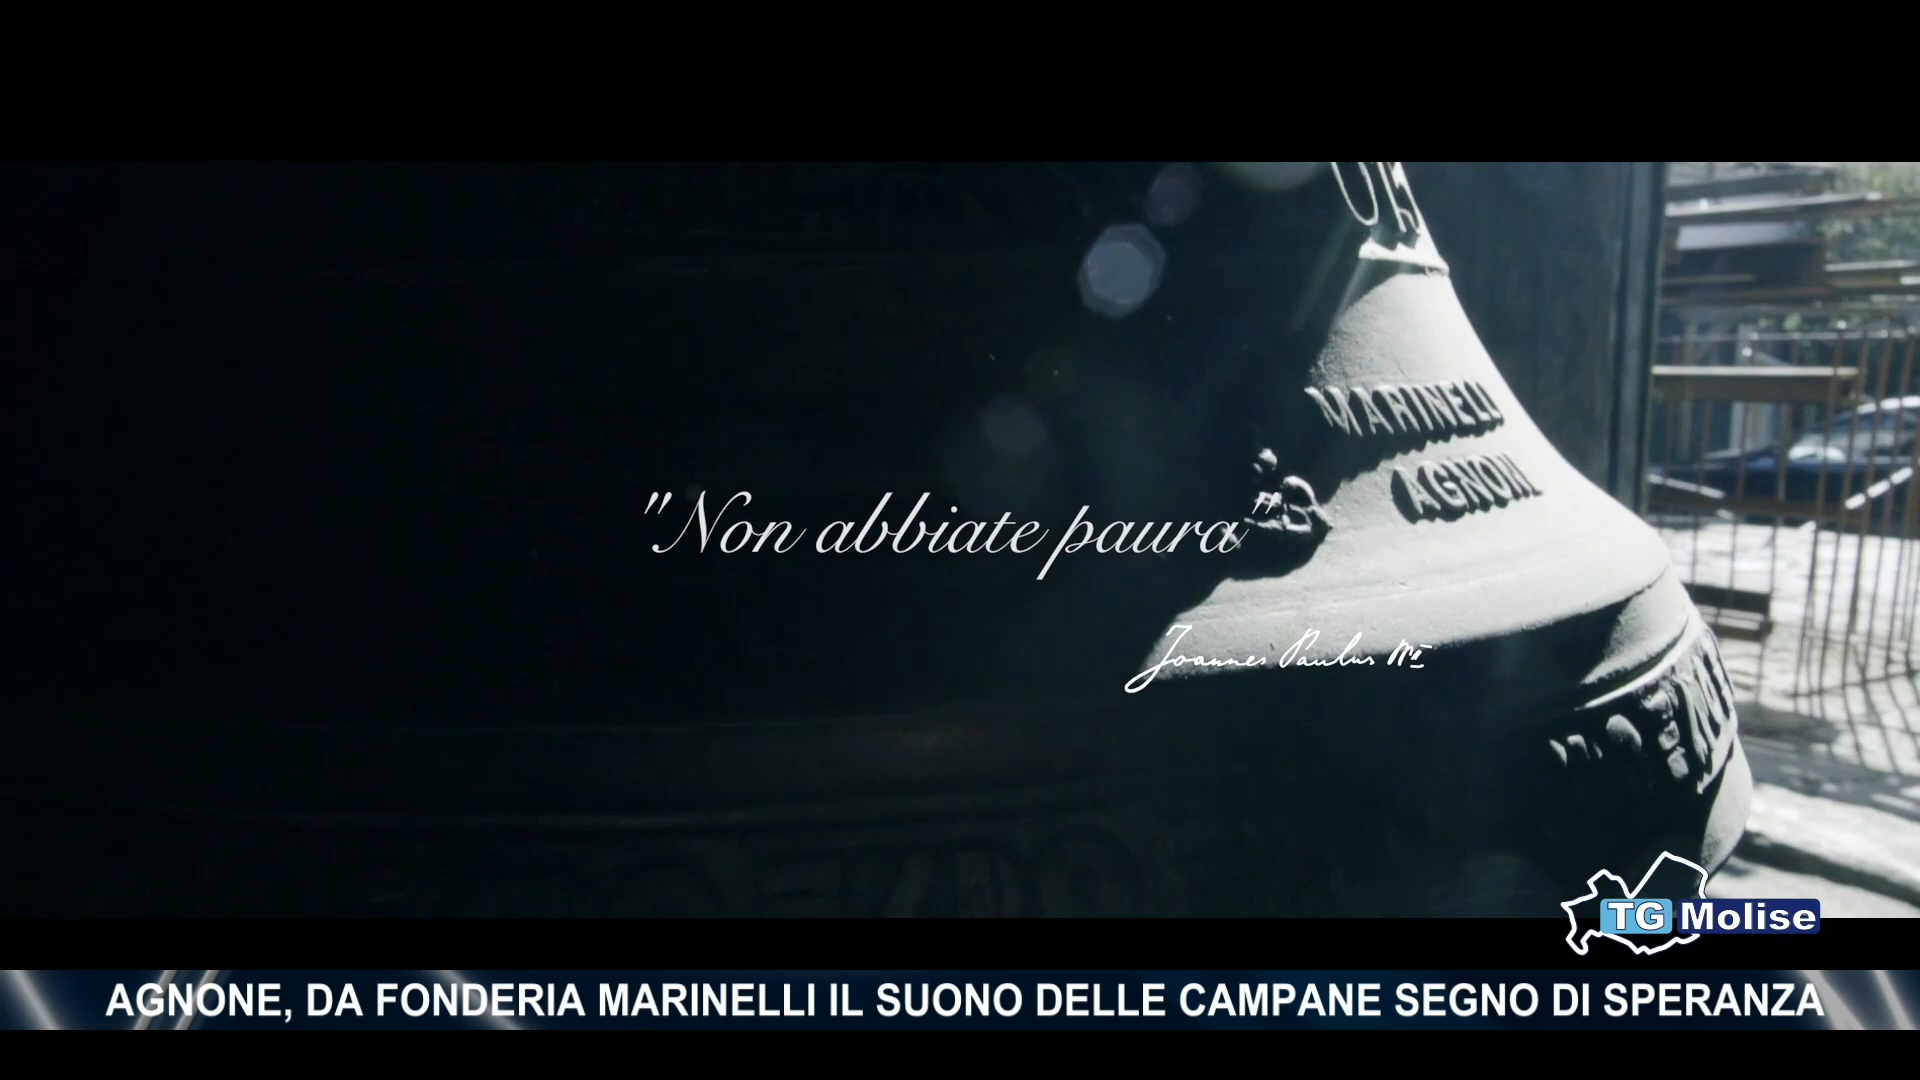 MARINELLI
AGNONE
"Non abbiate paura"
Joannes Paulus II
TG Molise
AGNONE, DA FONDERIA MARINELLI IL SUONO DELLE CAMPANE SEGNO DI SPERANZA